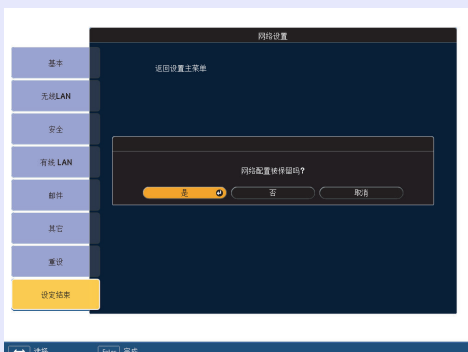 网络设置
基本
返回设置主菜单
无线LAN
安全
有线 LAN
网络配置被保留吗?
邮件
是 否 取消
其它
重设
设定结束
选择 Enter 完成